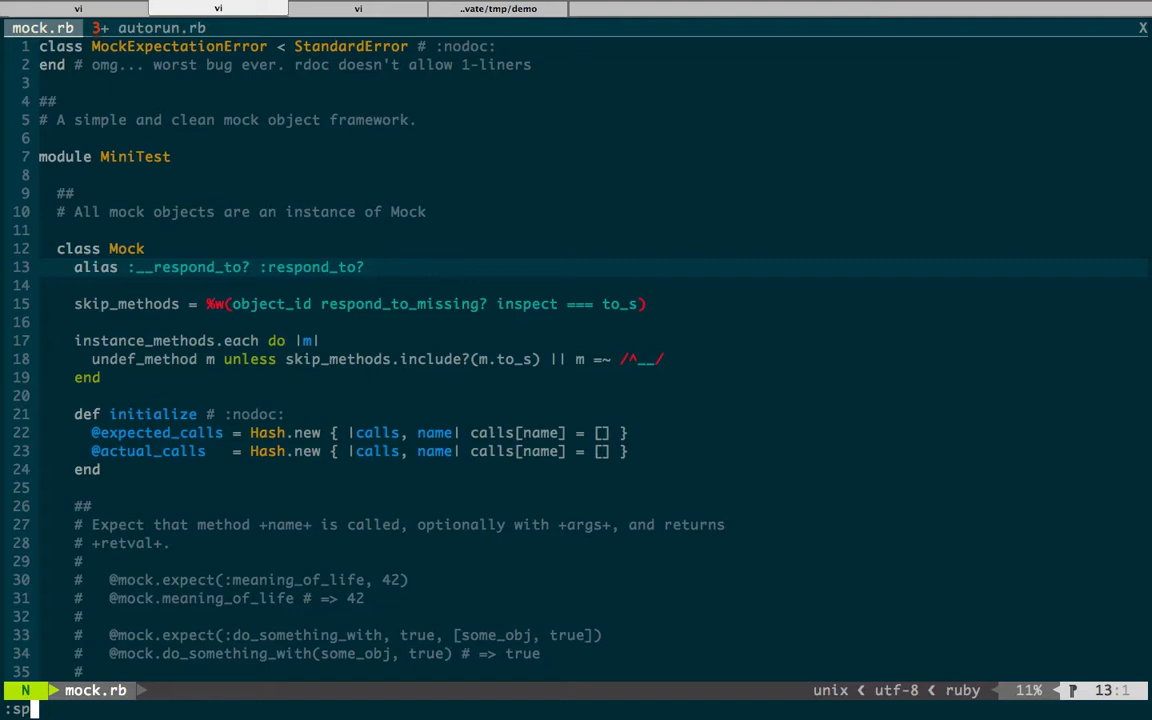 vi vi vi ..vate/tmp/demo
mock.rb 3+ autorun.rb X
1 class MockExpectationError < StandardError # :nodoc:
2 end # omg... worst bug ever. rdoc doesn't allow 1-liners
3
4 ##
5 # A simple and clean mock object framework.
6
7 module MiniTest
8
9 ##
10 # All mock objects are an instance of Mock
11
12 class Mock
13 alias :__respond_to? :respond_to?
14
15 skip_methods = %w(object_id respond_to_missing? inspect === to_s)
16
17 instance_methods.each do |m|
18 undef_method m unless skip_methods.include?(m.to_s) || m =~ /^__/
19 end
20
21 def initialize # :nodoc:
22 @expected_calls = Hash.new { |calls, name| calls[name] = [] }
23 @actual_calls = Hash.new { |calls, name| calls[name] = [] }
24 end
25
26 ##
27 # Expect that method +name+ is called, optionally with +args+, and returns
28 # +retval+.
29 #
30 # @mock.expect(:meaning_of_life, 42)
31 # @mock.meaning_of_life # => 42
32 #
33 # @mock.expect(:do_something_with, true, [some_obj, true])
34 # @mock.do_something_with(some_obj, true) # => true
35 #
N mock.rb unix utf-8 ruby 11% 13:1
:sp